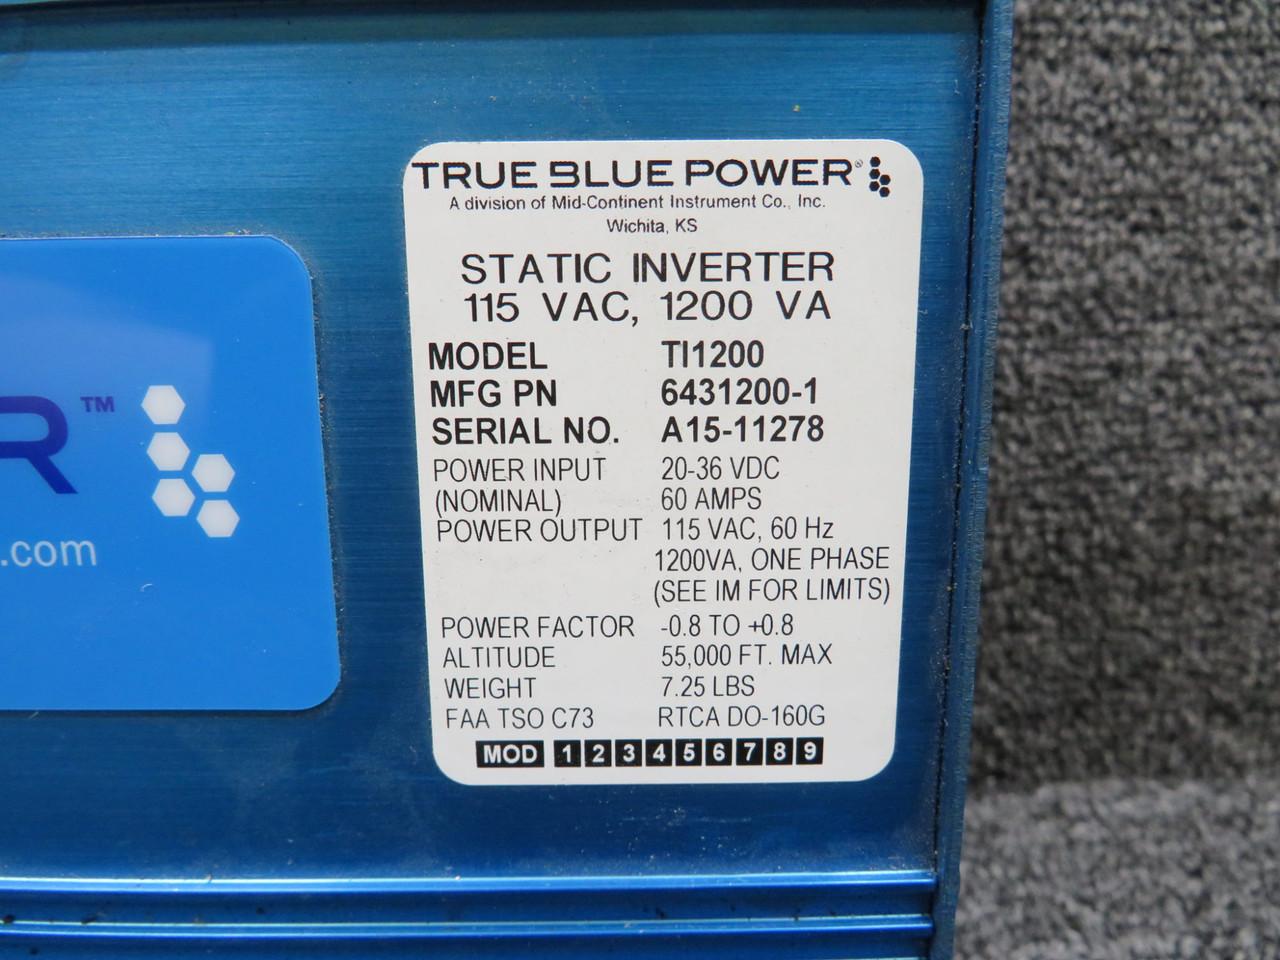 TRUE BLUE POWER®
A division of Mid-Continent Instrument Co., Inc.
Wichita, KS
STATIC INVERTER
115 VAC, 1200 VA
MODEL TI1200
MFG PN 6431200-1
SERIAL NO. A15-11278
POWER INPUT 20-36 VDC
(NOMINAL) 60 AMPS
POWER OUTPUT 115 VAC, 60 Hz
1200VA, ONE PHASE
(SEE IM FOR LIMITS)
POWER FACTOR -0.8 TO +0.8
ALTITUDE 55,000 FT. MAX
WEIGHT 7.25 LBS
FAA TSO C73 RTCA DO-160G
MOD 1 2 3 4 5 6 7 8 9
R™
.com